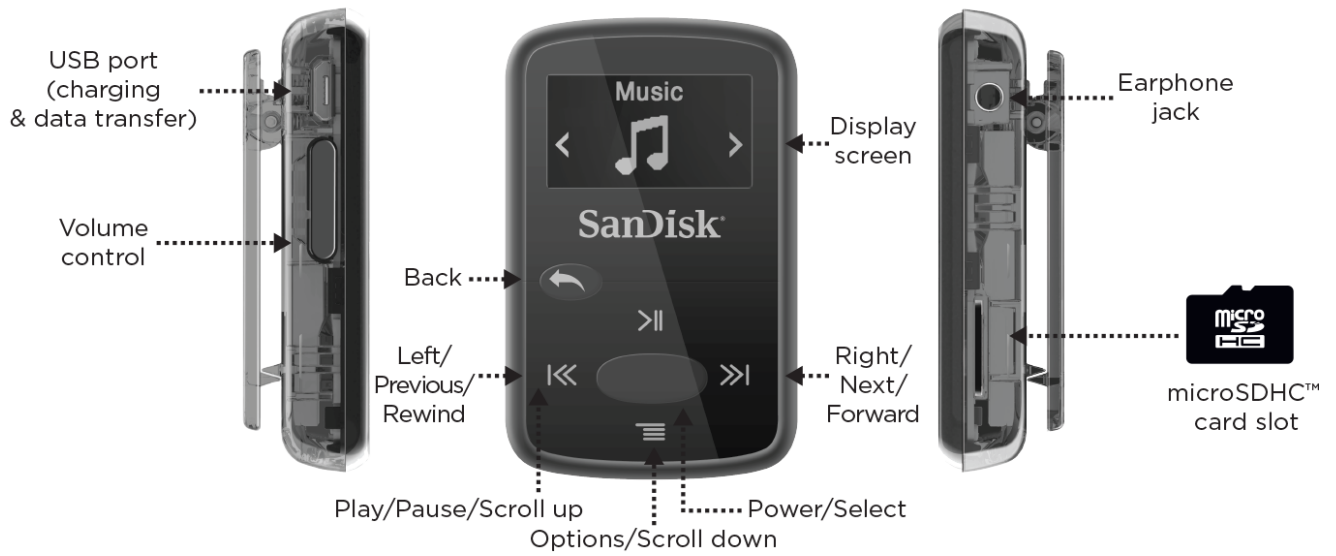 USB port
(charging
& data transfer)
Volume
control
Music
SanDisk
Back
Left/
Previous/
Rewind
Display
screen
Right/
Next/
Forward
Play/Pause/Scroll up
Options/Scroll down
Power/Select
Earphone
jack
micro
SD
HC
microSDHC™
card slot